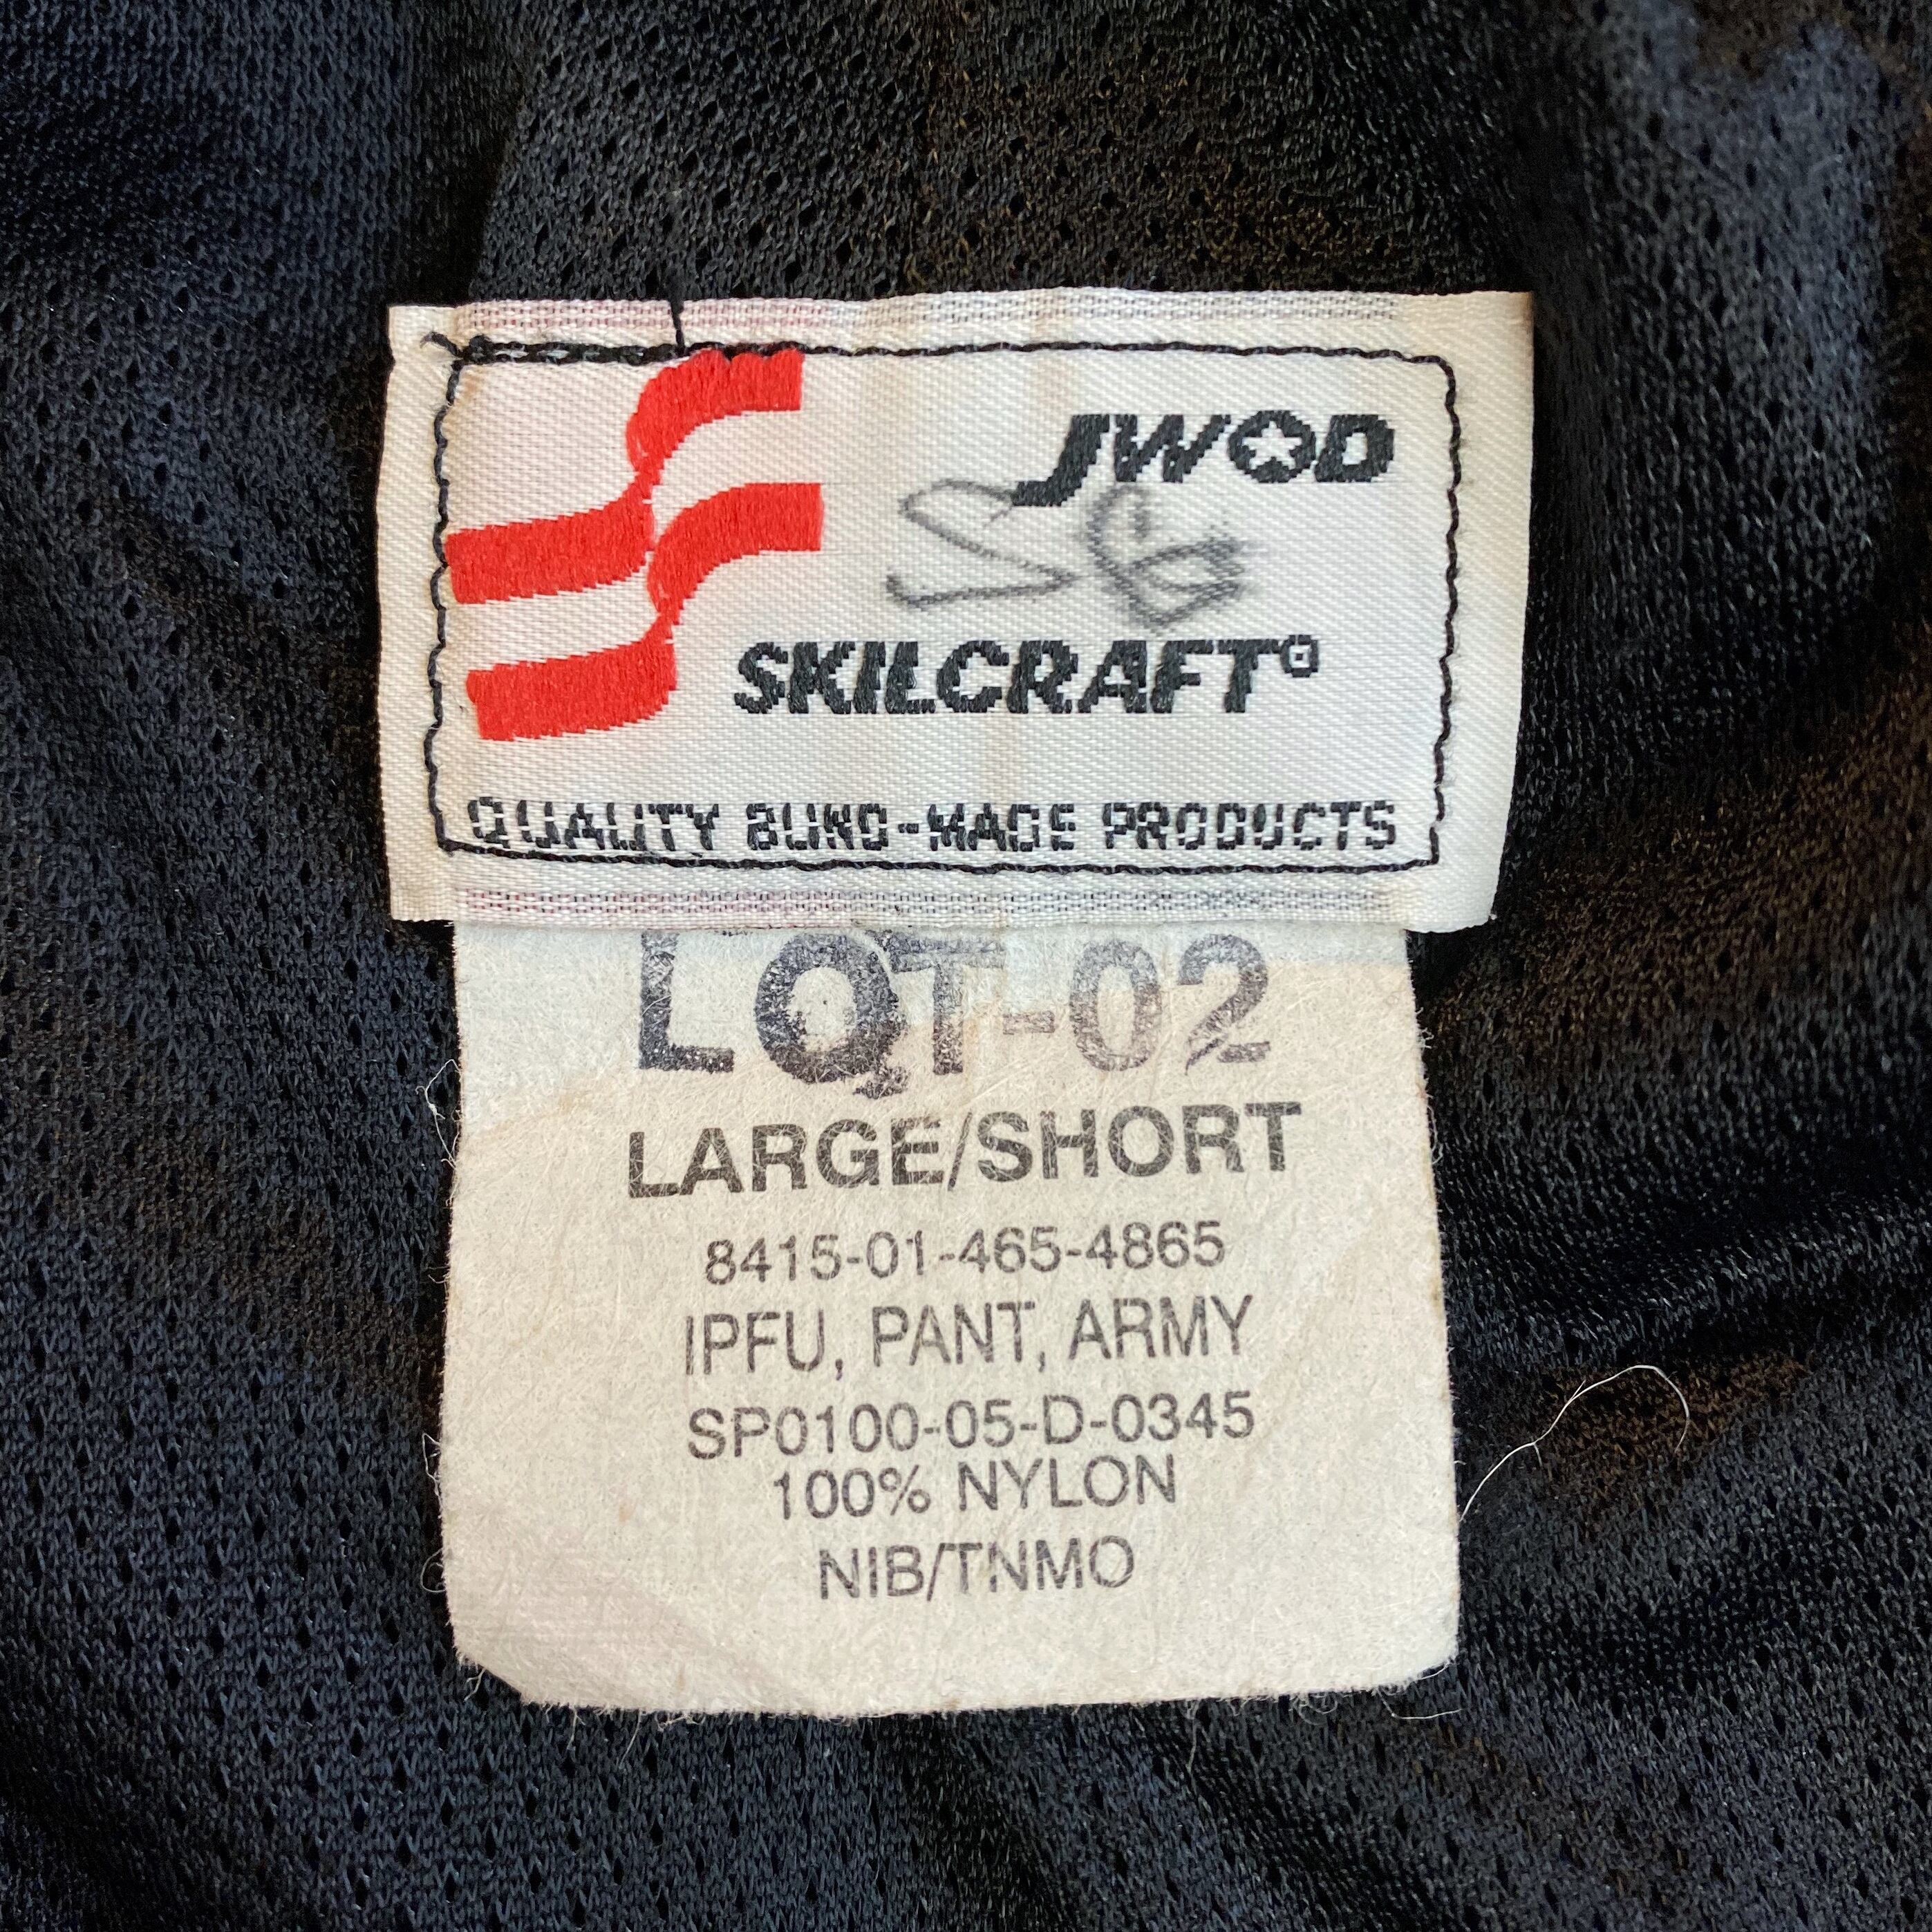 JWOD
SKILCRAFT®
QUALITY BLIND-MADE PRODUCTS
LOT-02
LARGE/SHORT
8415-01-465-4865
IPFU, PANT, ARMY
SP0100-05-D-0345
100% NYLON
NIB/TNMO